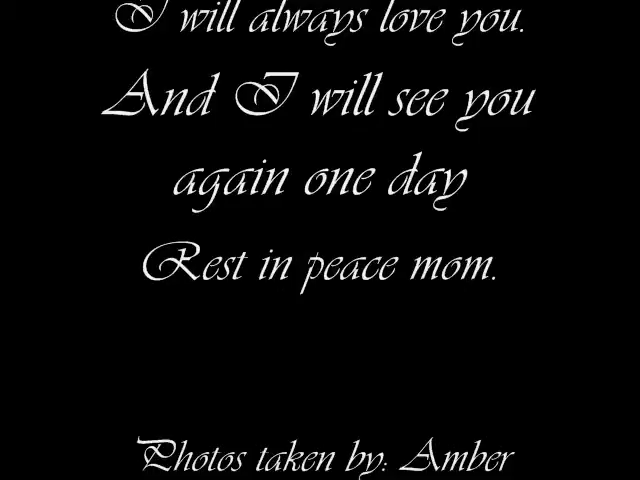 I will always love you.
And I will see you
again one day
Rest in peace mom.
Photos taken by: Amber